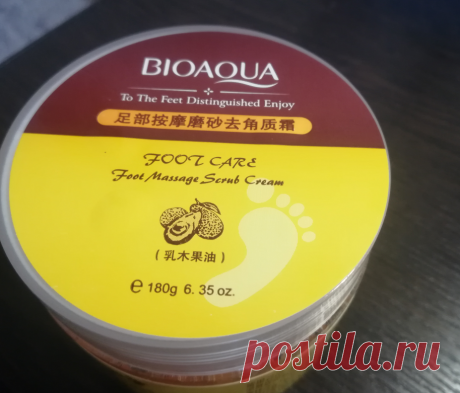 BIOAQUA
To The Feet Distinguished Enjoy
足部按摩磨砂去角质霜
FOOT CARE
Foot Massage Scrub Cream
(乳木果油)
e 180g 6. 35 oz.
postila.ru